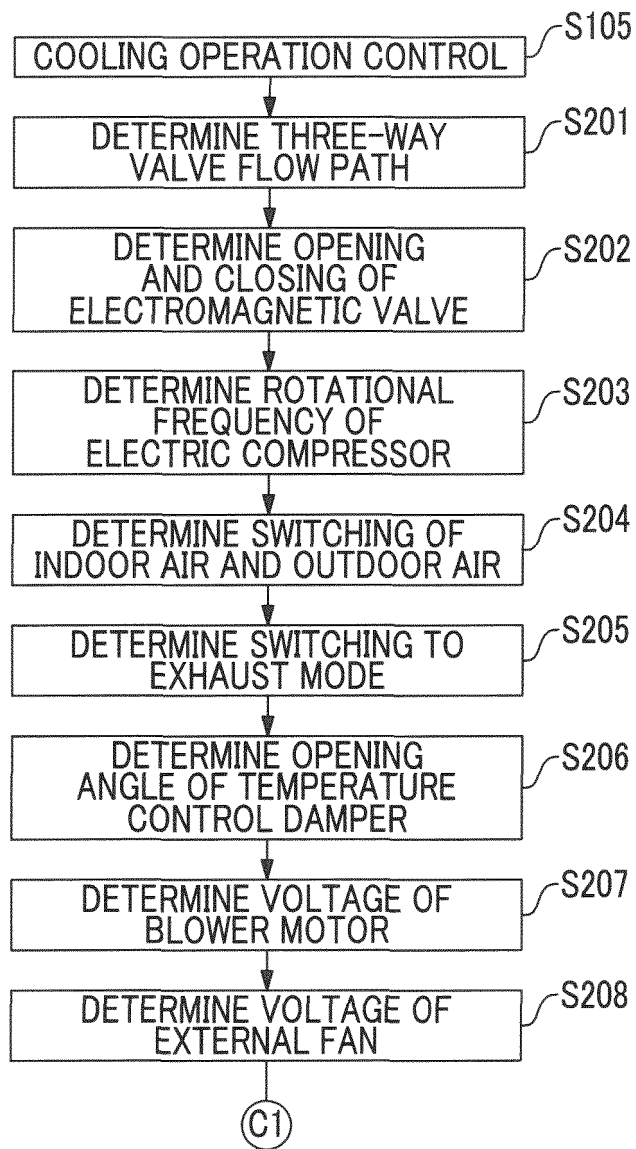 S105
COOLING OPERATION CONTROL
S201
DETERMINE THREE-WAY
VALVE FLOW PATH
S202
DETERMINE OPENING
AND CLOSING OF
ELECTROMAGNETIC VALVE
S203
DETERMINE ROTATIONAL
FREQUENCY OF
ELECTRIC COMPRESSOR
S204
DETERMINE SWITCHING OF
INDOOR AIR AND OUTDOOR AIR
S205
DETERMINE SWITCHING TO
EXHAUST MODE
S206
DETERMINE OPENING
ANGLE OF TEMPERATURE
CONTROL DAMPER
S207
DETERMINE VOLTAGE OF
BLOWER MOTOR
S208
DETERMINE VOLTAGE OF
EXTERNAL FAN
C1